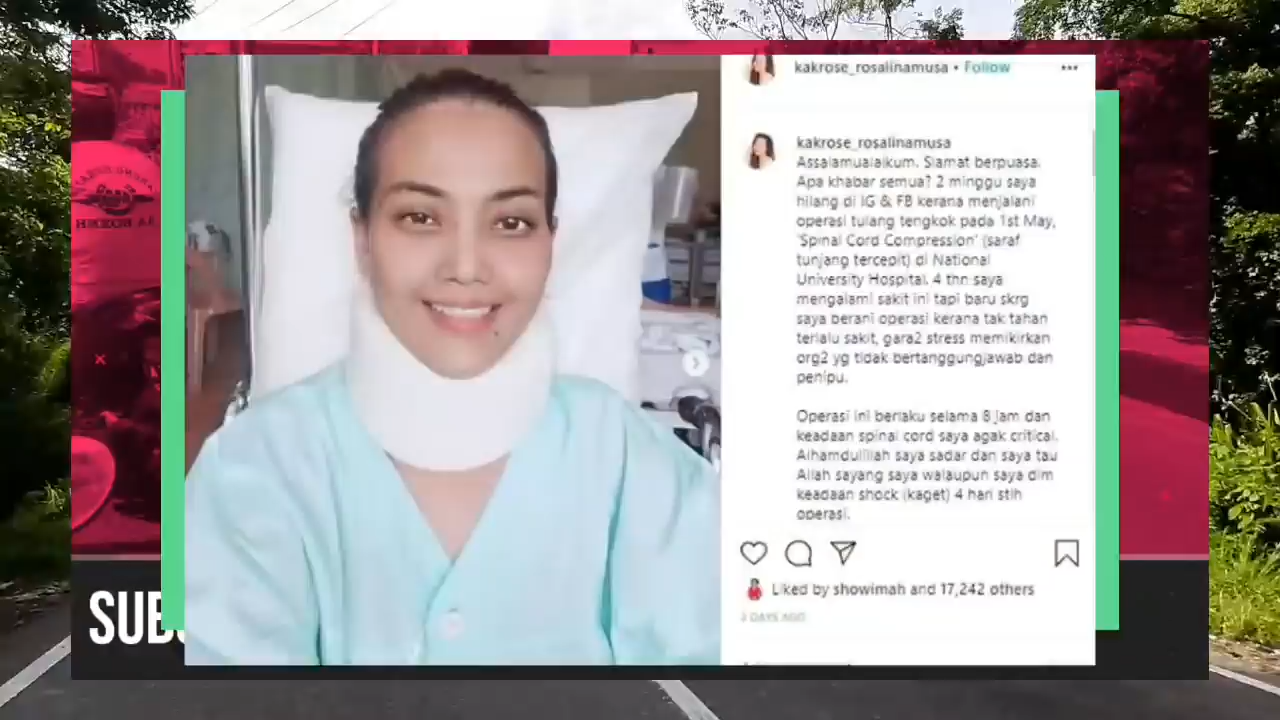 kakrose_rosalinamusa • Follow
kakrose_rosalinamusa
Assalamualaikum. Slamat berpuasa.
Apa khabar semua? 2 minggu saya
hilang di IG & FB kerana menjalani
operasi tulang tengkok pada 1st May,
'Spinal Cord Compression' (saraf
tunjang tercepit) di National
University Hospital. 4 thn saya
mengalami sakit ini tapi baru skrg
saya berani operasi kerana tak tahan
terlalu sakit, gara2 stress memikirkan
org2 yg tidak bertanggungjawab dan
penipu.
Operasi ini berlaku selama 8 jam dan
keadaan spinal cord saya agak critical.
Alhamdulillah saya sadar dan saya tau
Allah sayang saya walaupun saya dlm
keadaan shock (kaget) 4 hari stlh
operasi.
Liked by showimah and 17,242 others
DAYS AGO
SUB